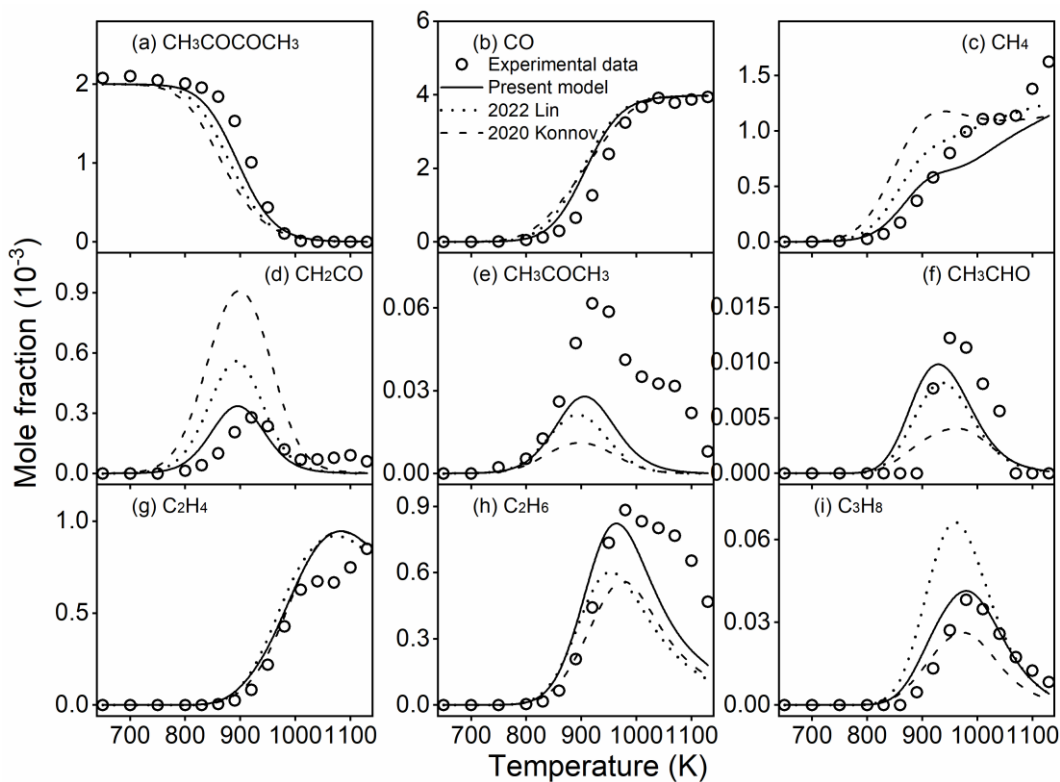 (a) CH3COCOCH3
(b) CO
(c) CH4
Experimental data
Present model
2022 Lin
2020 Konnov
2
1
0
6
4
2
0
1.5
1.0
0.5
0.0
(d) CH2CO
(e) CH3COCH3
(f) CH3CHO
0.9
0.6
0.3
0.0
0.06
0.03
0.00
0.015
0.010
0.005
0.000
(g) C2H4
(h) C2H6
(i) C3H8
1.0
0.5
0.0
0.9
0.6
0.3
0.0
0.06
0.03
0.00
700 800 900 1000 1100
700 800 900 1000 1100
700 800 900 1000 1100
Mole fraction (10-3)
Temperature (K)